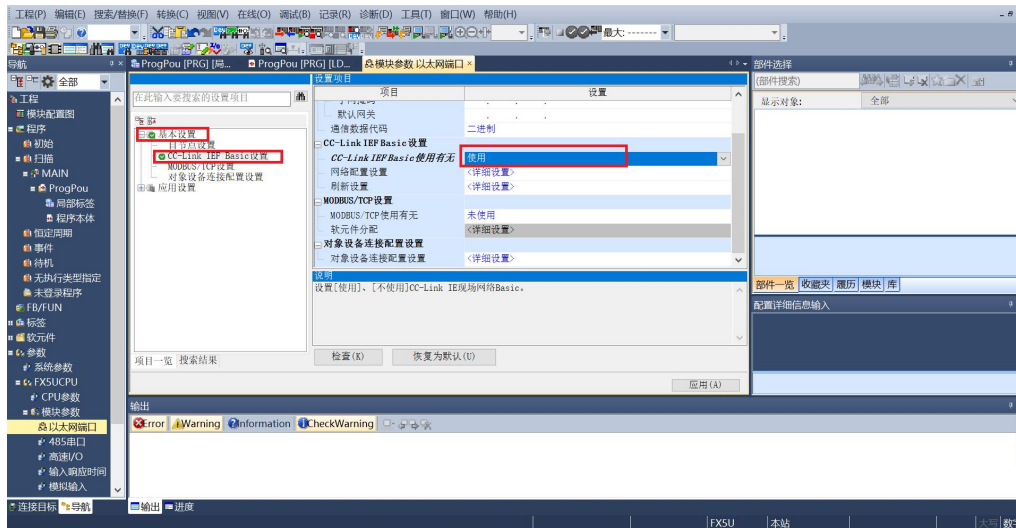 工程(P) 编辑(E) 搜索/替换(F) 转换(C) 视图(V) 在线(O) 调试(B) 记录(R) 诊断(D) 工具(T) 窗口(W) 帮助(H)
最大: -------
导航
ProgPou [PRG] [局...
ProgPou [PRG] [LD...
模块参数 以太网端口
部件选择
全部
工程
模块配置图
程序
初始
扫描
MAIN
ProgPou
局部标签
程序本体
恒定周期
事件
待机
无执行类型指定
未登录程序
FB/FUN
标签
软元件
参数
系统参数
FX5UCPU
CPU参数
模块参数
以太网端口
485串口
高速I/O
输入响应时间
模拟输入
连接目标
导航
在此输入要搜索的设置项目
基本设置
自节点设置
CC-Link IEF Basic设置
MODBUS/TCP设置
对象设备连接配置设置
应用设置
项目一览 搜索结果
设置项目
项目 设置
默认网关 . . .
通信数据代码 二进制
CC-Link IEF Basic 设置
CC-Link IEF Basic使用有无 使用
网络配置设置 <详细设置>
刷新设置 <详细设置>
MODBUS/TCP设置
MODBUS/TCP使用有无 未使用
软元件分配 <详细设置>
对象设备连接配置设置
对象设备连接配置设置 <详细设置>
说明
设置[使用]、[不使用]CC-Link IE现场网络Basic。
检查(K) 恢复为默认(U)
应用(A)
(部件搜索)
显示对象: 全部
部件一览 收藏夹 履历 模块 库
配置详细信息输入
输出
Error Warning Information CheckWarning
输出 进度
FX5U 本站 大写